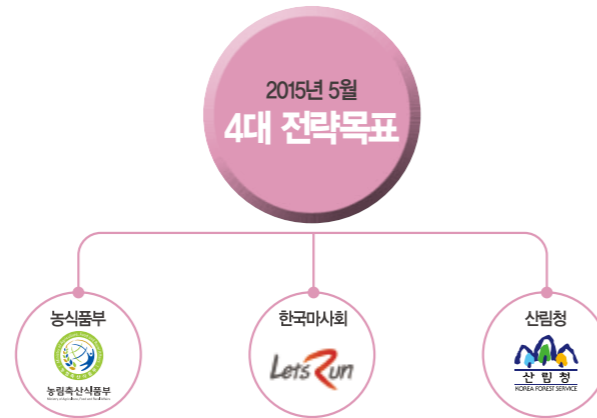 2015년 5월
4대 전략목표
농식품부
농림축산식품부
한국마사회
Let's Run
산림청
산 림 청
KOREA FOREST SERVICE